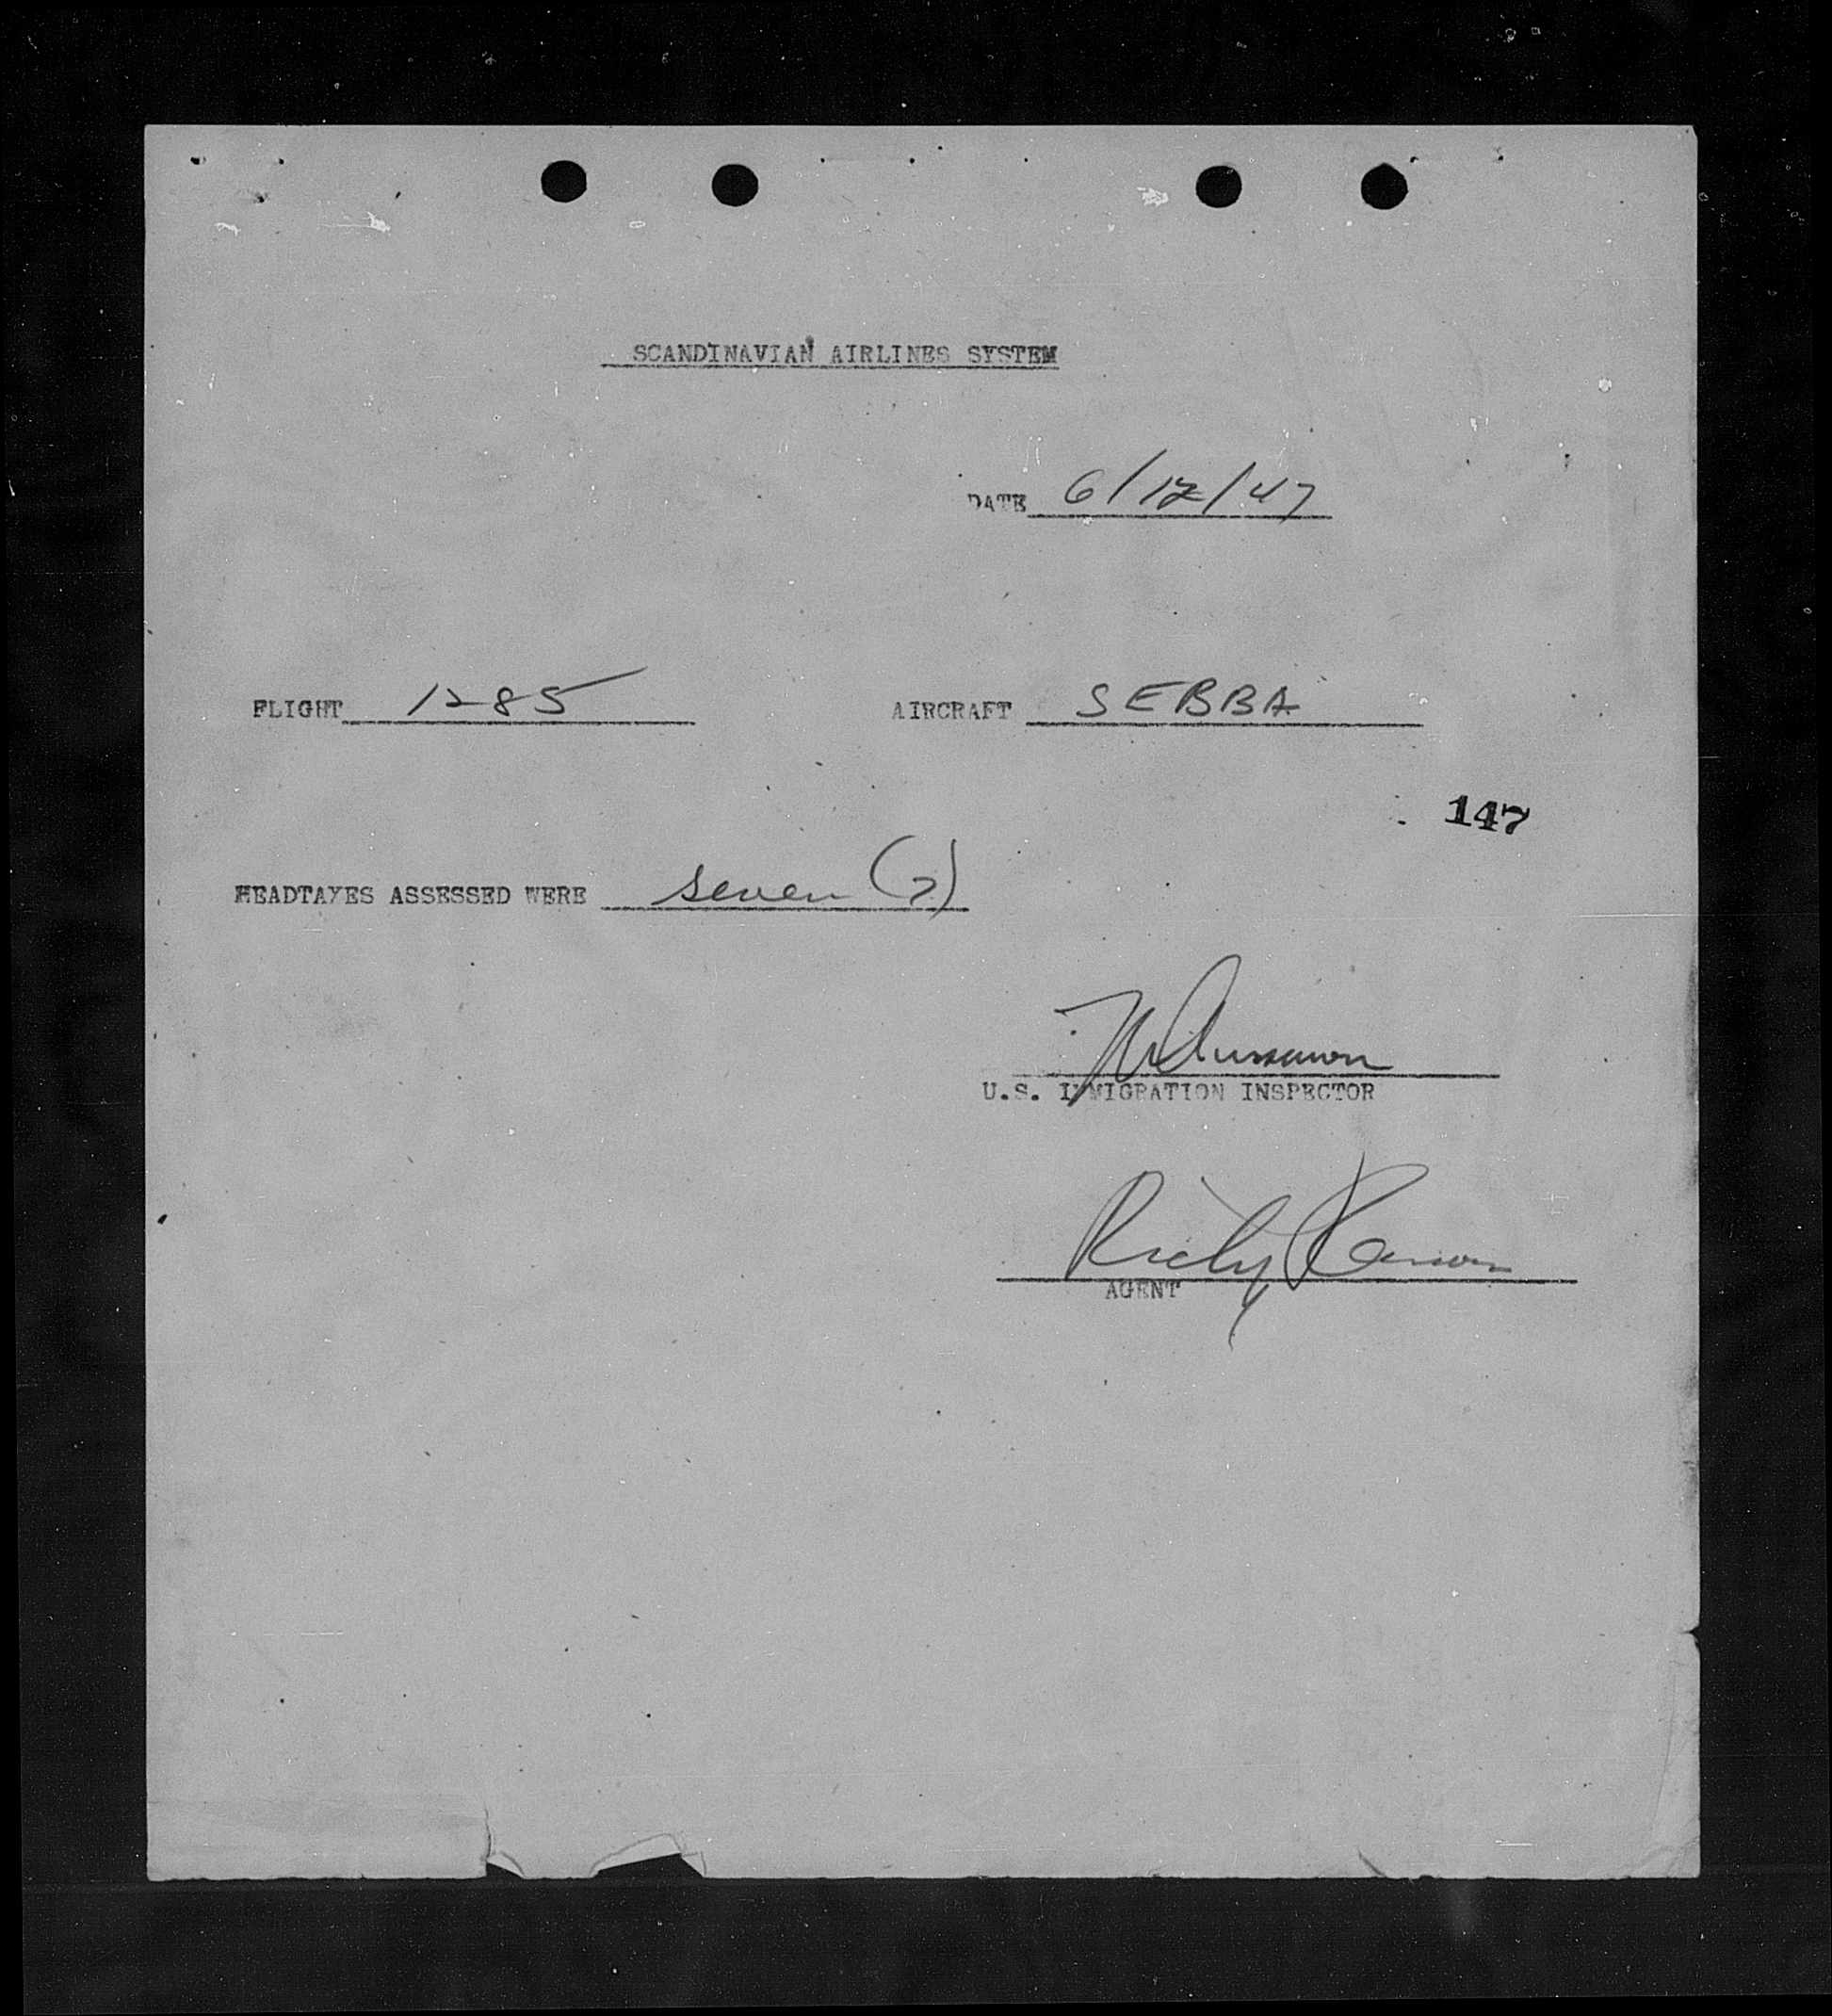 SCANDINAVIAN AIRLINES SYSTEM
DATE 6/12/47
FLIGHT 1285
AIRCRAFT SEBBA
147
HEADTAXES ASSESSED WERE seven (7)
U.S. IMMIGRATION INSPECTOR
AGENT